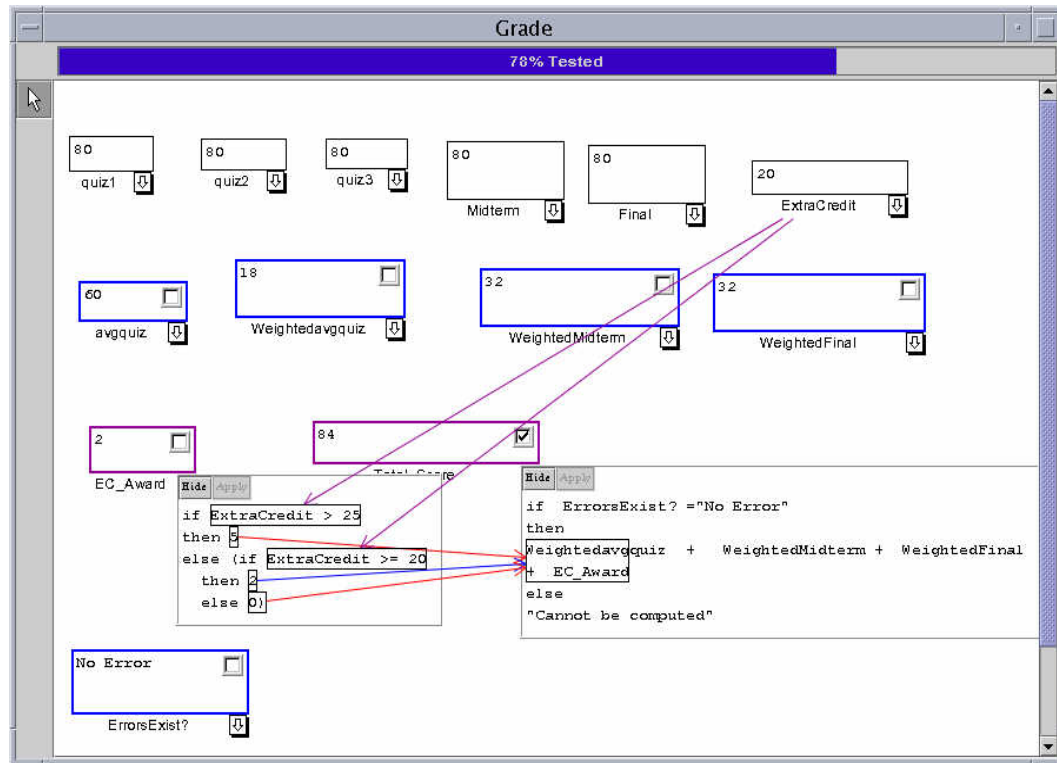 Grade
78% Tested
80
80
80
80
80
20
quiz1
quiz2
quiz3
Midterm
Final
ExtraCredit
60
18
32
32
avgquiz
Weightedavgquiz
WeightedMidterm
WeightedFinal
2
84
EC_Award
Total_Score
Hide Apply
if ExtraCredit > 25
then 5
else (if ExtraCredit >= 20
then 2
else 0)
Hide Apply
if ErrorsExist? ="No Error"
then
Weightedavgquiz + WeightedMidterm + WeightedFinal
+ EC_Award
else
"Cannot be computed"
No Error
ErrorsExist?